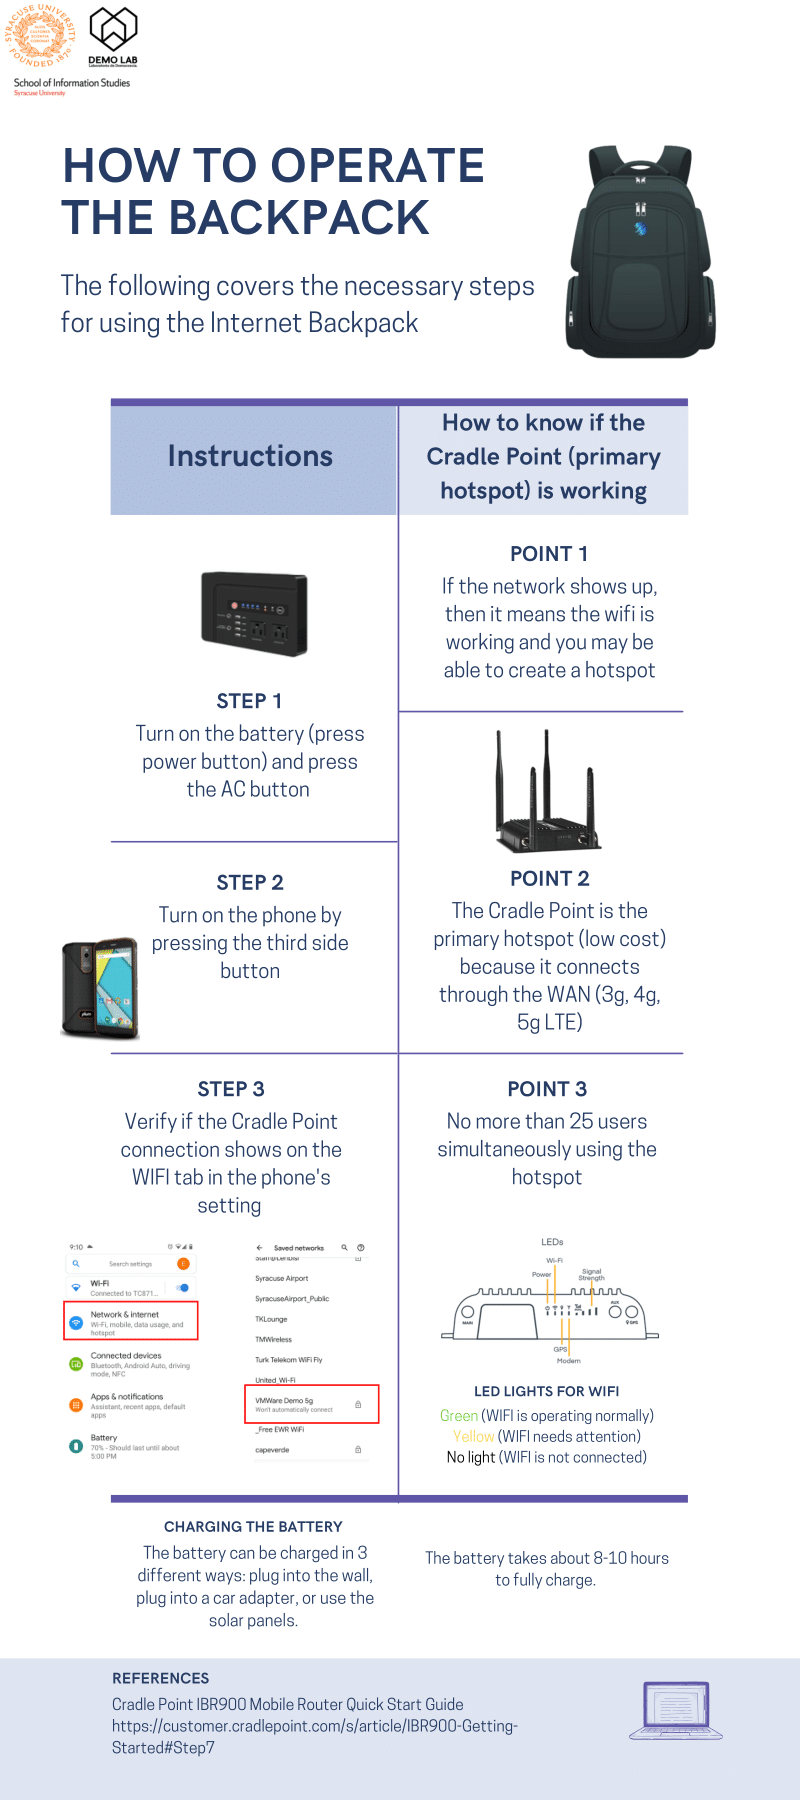 SYRACUSE UNIVERSITY
FOUNDED 1870
DEMO LAB
Laboratorio de Democracia
School of Information Studies
Syracuse University
HOW TO OPERATE
THE BACKPACK
The following covers the necessary steps
for using the Internet Backpack
Instructions
How to know if the
Cradle Point (primary
hotspot) is working
STEP 1
Turn on the battery (press
power button) and press
the AC button
STEP 2
Turn on the phone by
pressing the third side
button
STEP 3
Verify if the Cradle Point
connection shows on the
WIFI tab in the phone's
setting
9:10
Search settings
Wi-Fi
Connected to TC871...
Network & internet
Wi-Fi, mobile, data usage, and
hotspot
Connected devices
Bluetooth, Android Auto, driving
mode, NFC
Apps & notifications
Assistant, recent apps, default
apps
Battery
70% - Should last until about
5:00 PM
Saved networks
Syracuse Airport
SyracuseAirport_Public
TKLounge
TMWireless
Turk Telekom WiFi Fly
United_Wi-Fi
VMWare Demo 5g
Won't automatically connect
_Free EWR WiFi
capeverde
POINT 1
If the network shows up,
then it means the wifi is
working and you may be
able to create a hotspot
POINT 2
The Cradle Point is the
primary hotspot (low cost)
because it connects
through the WAN (3g, 4g,
5g LTE)
POINT 3
No more than 25 users
simultaneously using the
hotspot
LEDs
Wi-Fi
Power
Signal
Strength
MAIN
AUX
GPS
GPS
Modem
LED LIGHTS FOR WIFI
Green (WIFI is operating normally)
Yellow (WIFI needs attention)
No light (WIFI is not connected)
CHARGING THE BATTERY
The battery can be charged in 3
different ways: plug into the wall,
plug into a car adapter, or use the
solar panels.
The battery takes about 8-10 hours
to fully charge.
REFERENCES
Cradle Point IBR900 Mobile Router Quick Start Guide
https://customer.cradlepoint.com/s/article/IBR900-Getting-
Started#Step7